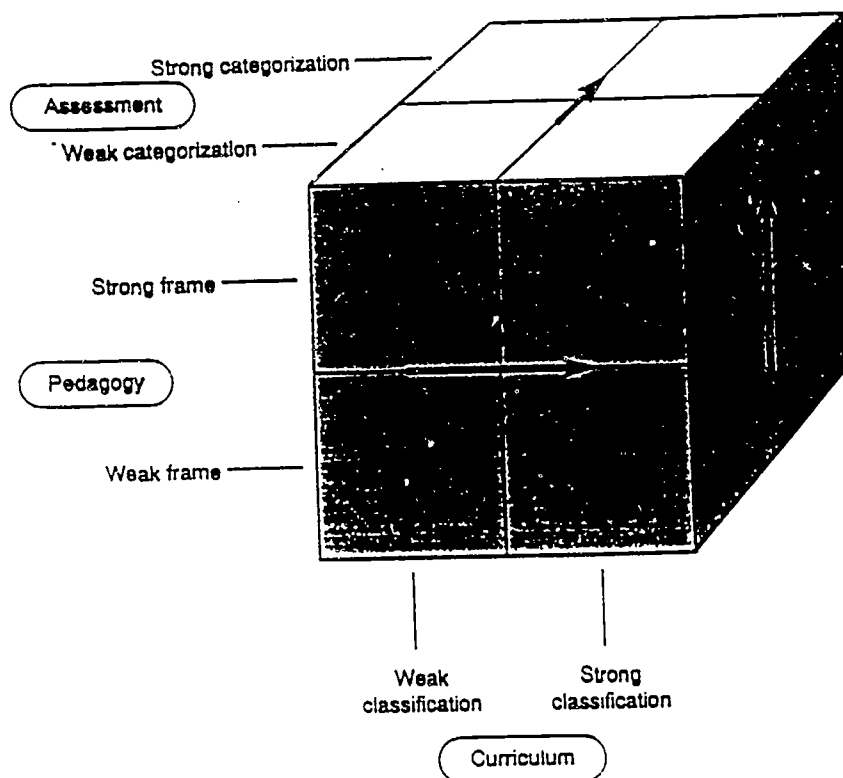 Strong categorization
Assessment
Weak categorization
Strong frame
Pedagogy
Weak frame
Weak
classification
Strong
classification
Curriculum